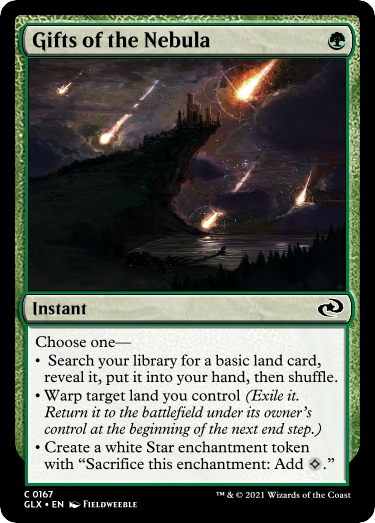 Gifts of the Nebula
Instant
Choose one—
• Search your library for a basic land card,
reveal it, put it into your hand, then shuffle.
• Warp target land you control (Exile it.
Return it to the battlefield under its owner's
control at the beginning of the next end step.)
• Create a white Star enchantment token
with “Sacrifice this enchantment: Add ◇.”
C 0167
GLX • EN Fieldweeble
™ & © 2021 Wizards of the Coast